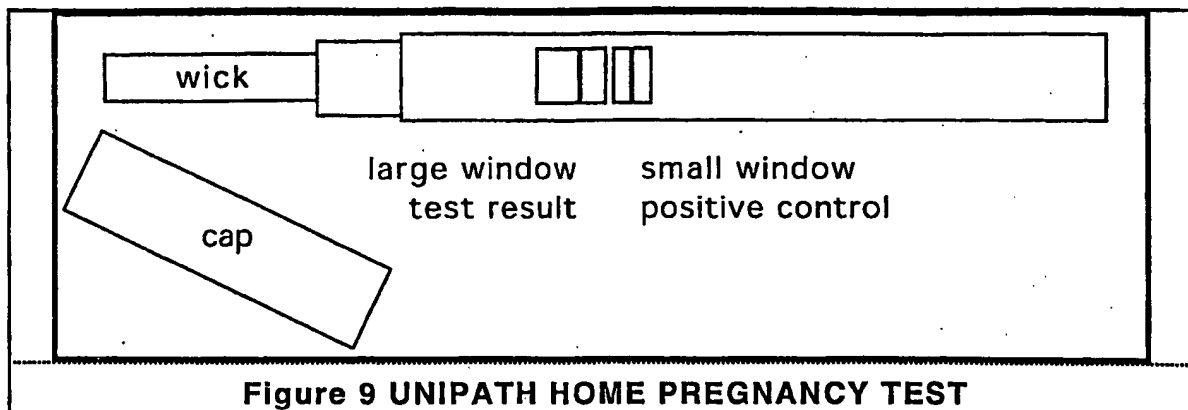 wick
large window small window
test result positive control
cap
Figure 9 UNIPATH HOME PREGNANCY TEST